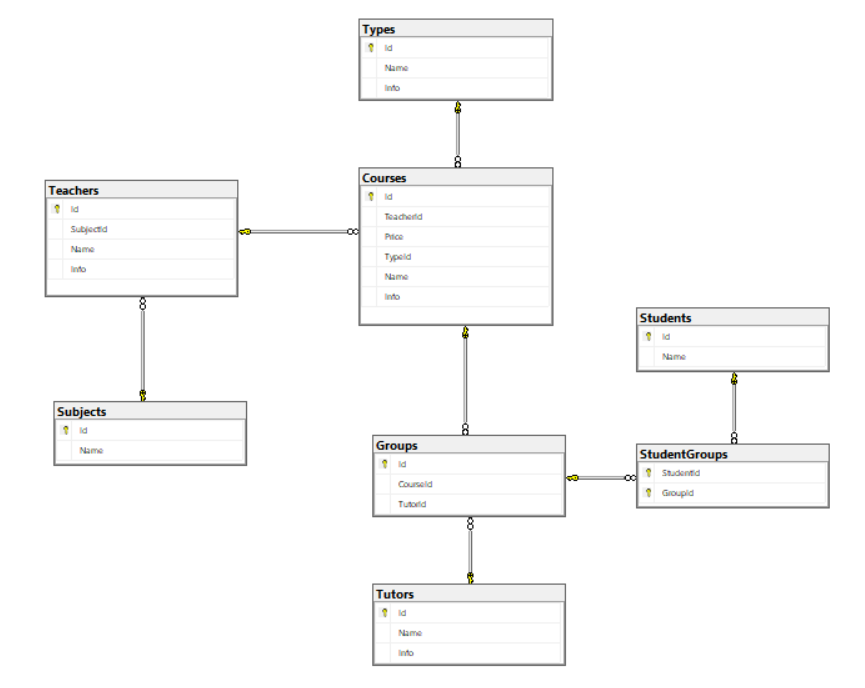 Types
Id
Name
Info
Teachers
Id
SubjectId
Name
Info
Courses
Id
TeacherId
Price
TypeId
Name
Info
Subjects
Id
Name
Students
Id
Name
Groups
Id
CourseId
TutorId
StudentGroups
StudentId
GroupId
Tutors
Id
Name
Info